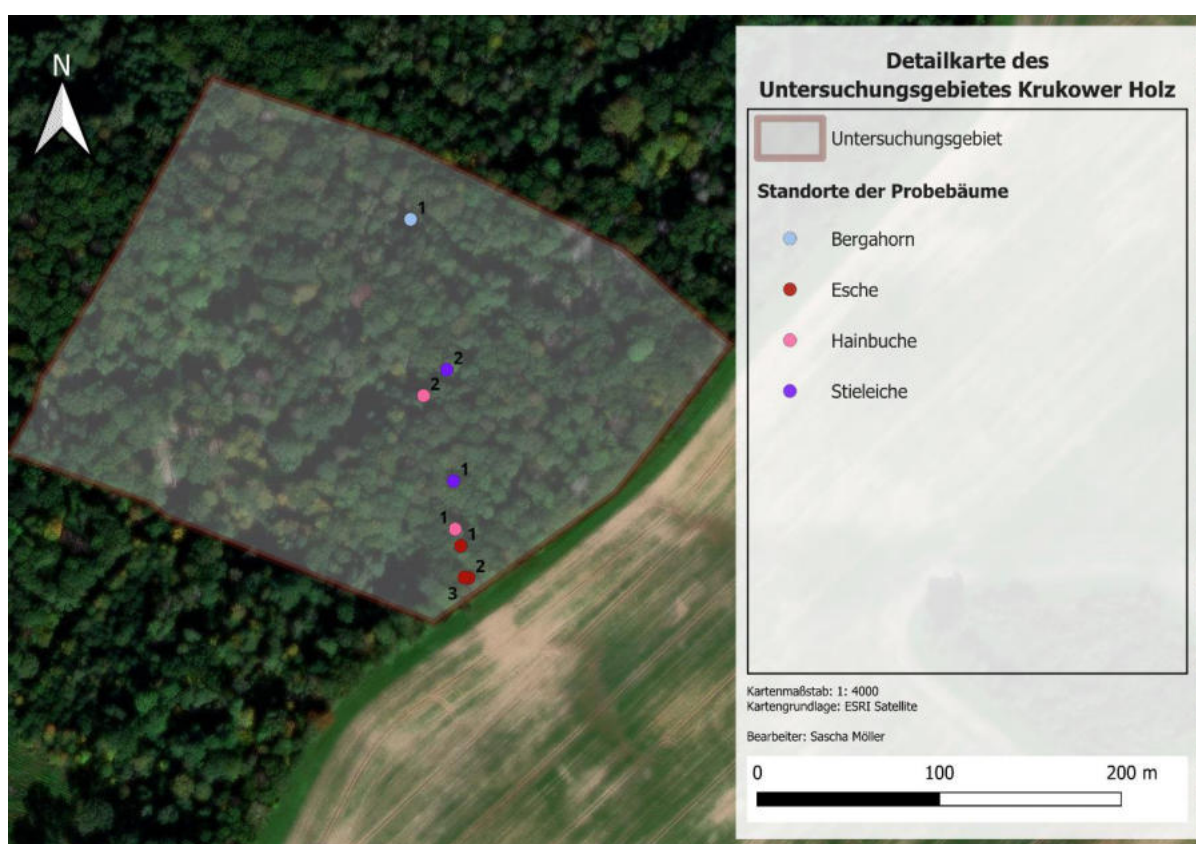 N
1
2
2
1
1
1
2
3
Detailkarte des
Untersuchungsgebietes Krukower Holz
Untersuchungsgebiet
Standorte der Probebäume
Bergahorn
Esche
Hainbuche
Stieleiche
Kartenmaßstab: 1: 4000
Kartengrundlage: ESRI Satellite
Bearbeiter: Sascha Möller
0 100 200 m